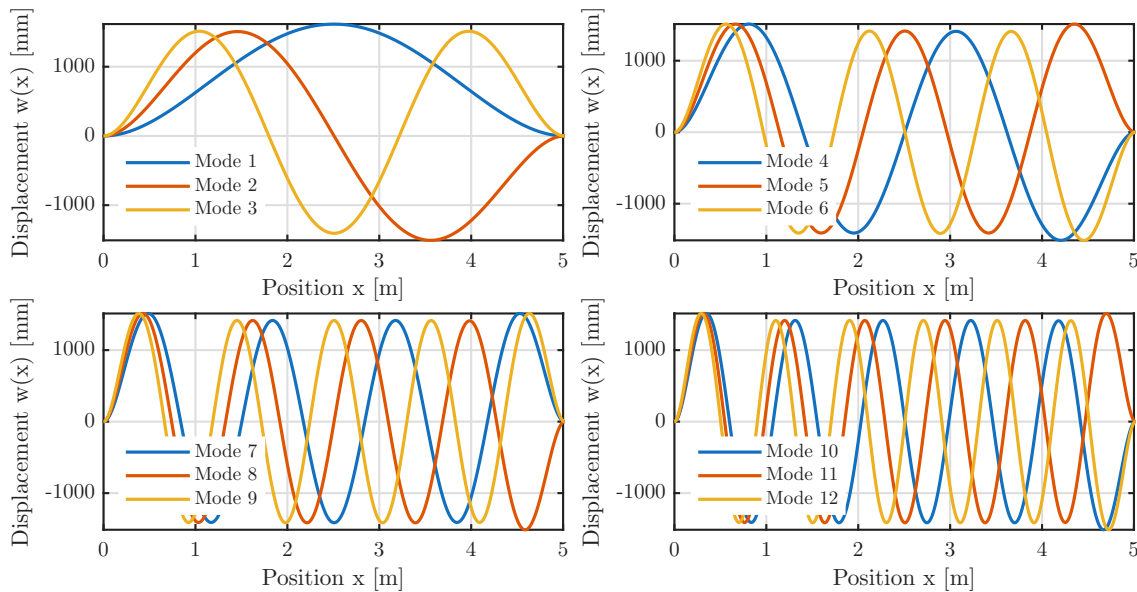 Displacement w(x) [mm]
1000
0
-1000
Mode 1
Mode 2
Mode 3
0 1 2 3 4 5
Position x [m]
Displacement w(x) [mm]
1000
0
-1000
Mode 4
Mode 5
Mode 6
0 1 2 3 4 5
Position x [m]
Displacement w(x) [mm]
1000
0
-1000
Mode 7
Mode 8
Mode 9
0 1 2 3 4 5
Position x [m]
Displacement w(x) [mm]
1000
0
-1000
Mode 10
Mode 11
Mode 12
0 1 2 3 4 5
Position x [m]